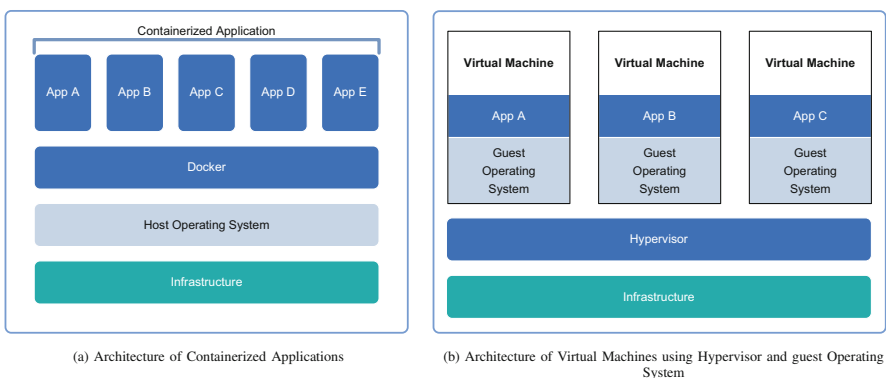 Containerized Application
App A
App B
App C
App D
App E
Docker
Host Operating System
Infrastructure
(a) Architecture of Containerized Applications
Virtual Machine
App A
Guest
Operating
System
Virtual Machine
App B
Guest
Operating
System
Virtual Machine
App C
Guest
Operating
System
Hypervisor
Infrastructure
(b) Architecture of Virtual Machines using Hypervisor and guest Operating
System